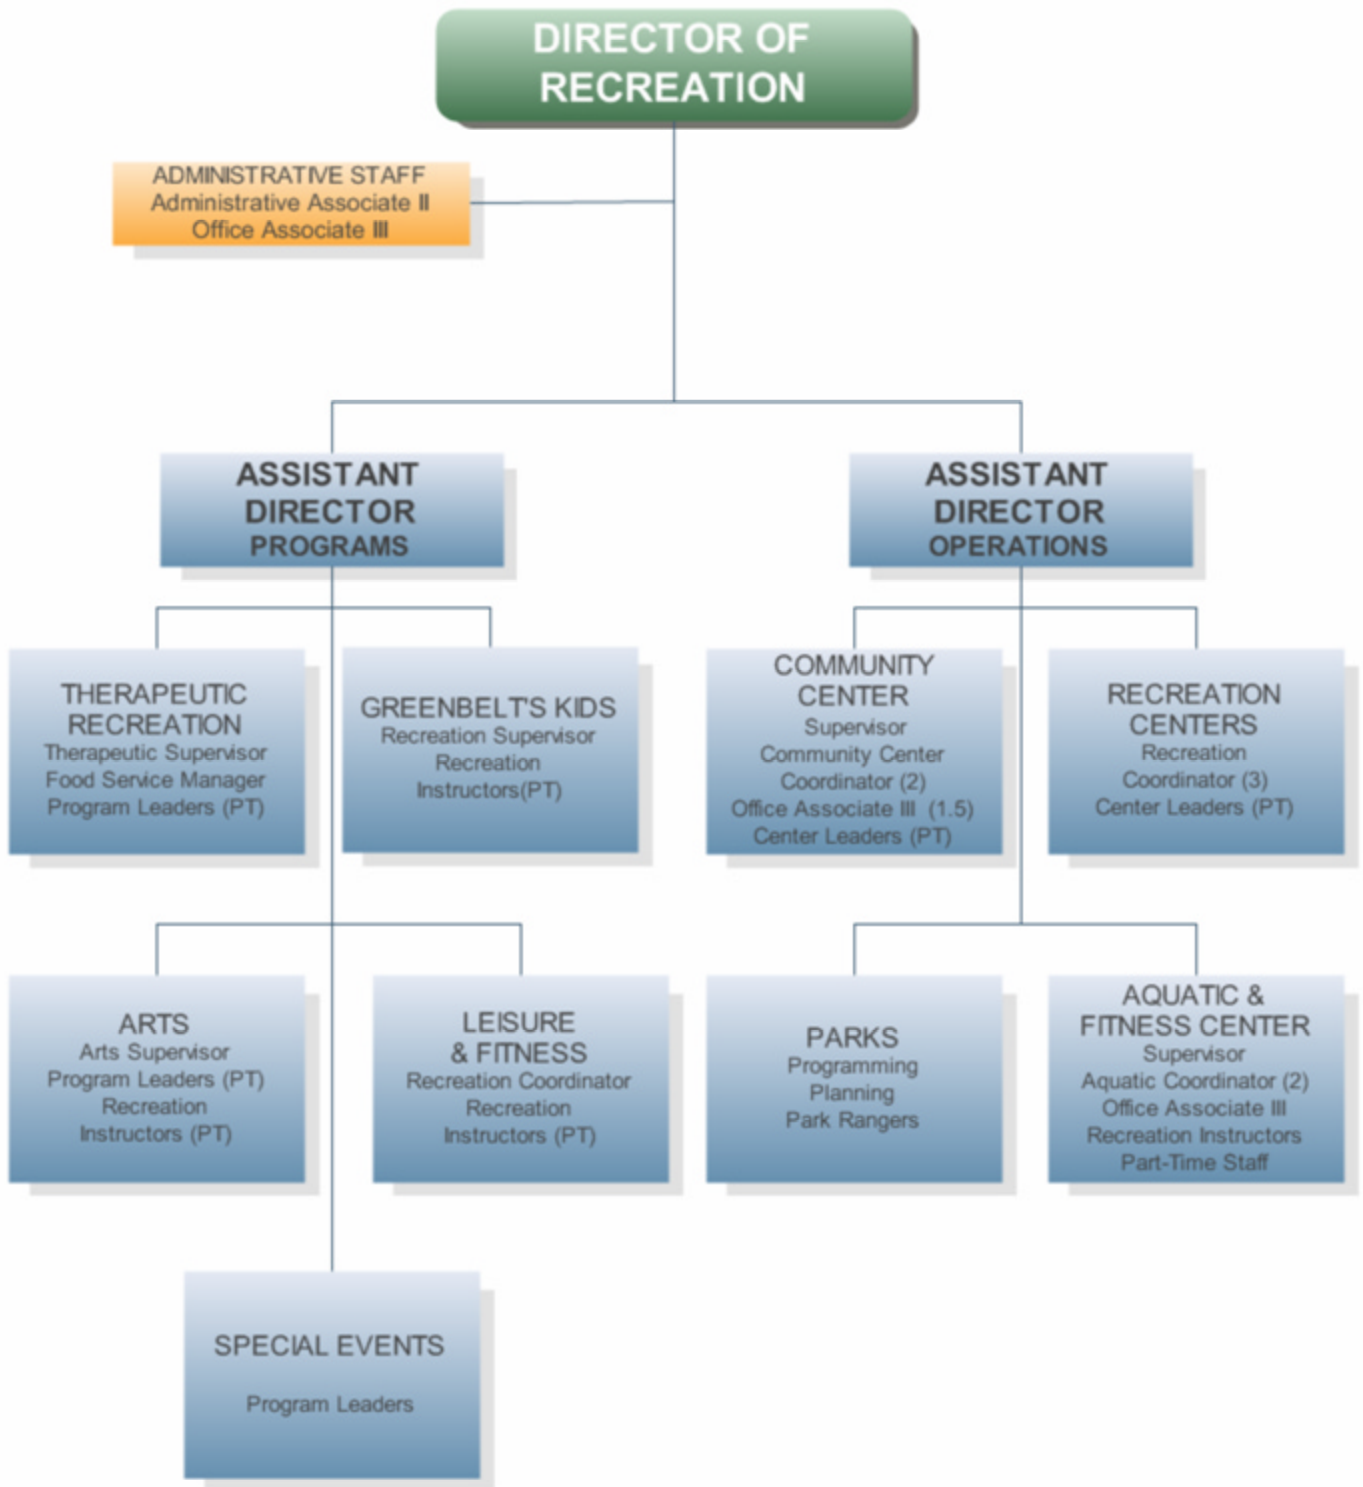 DIRECTOR OF
RECREATION
ADMINISTRATIVE STAFF
Administrative Associate II
Office Associate III
ASSISTANT
DIRECTOR
PROGRAMS
ASSISTANT
DIRECTOR
OPERATIONS
THERAPEUTIC
RECREATION
Therapeutic Supervisor
Food Service Manager
Program Leaders (PT)
GREENBELT'S KIDS
Recreation Supervisor
Recreation
Instructors(PT)
COMMUNITY
CENTER
Supervisor
Community Center
Coordinator (2)
Office Associate III (1.5)
Center Leaders (PT)
RECREATION
CENTERS
Recreation
Coordinator (3)
Center Leaders (PT)
ARTS
Arts Supervisor
Program Leaders (PT)
Recreation
Instructors (PT)
LEISURE
& FITNESS
Recreation Coordinator
Recreation
Instructors (PT)
PARKS
Programming
Planning
Park Rangers
AQUATIC &
FITNESS CENTER
Supervisor
Aquatic Coordinator (2)
Office Associate III
Recreation Instructors
Part-Time Staff
SPECIAL EVENTS
Program Leaders